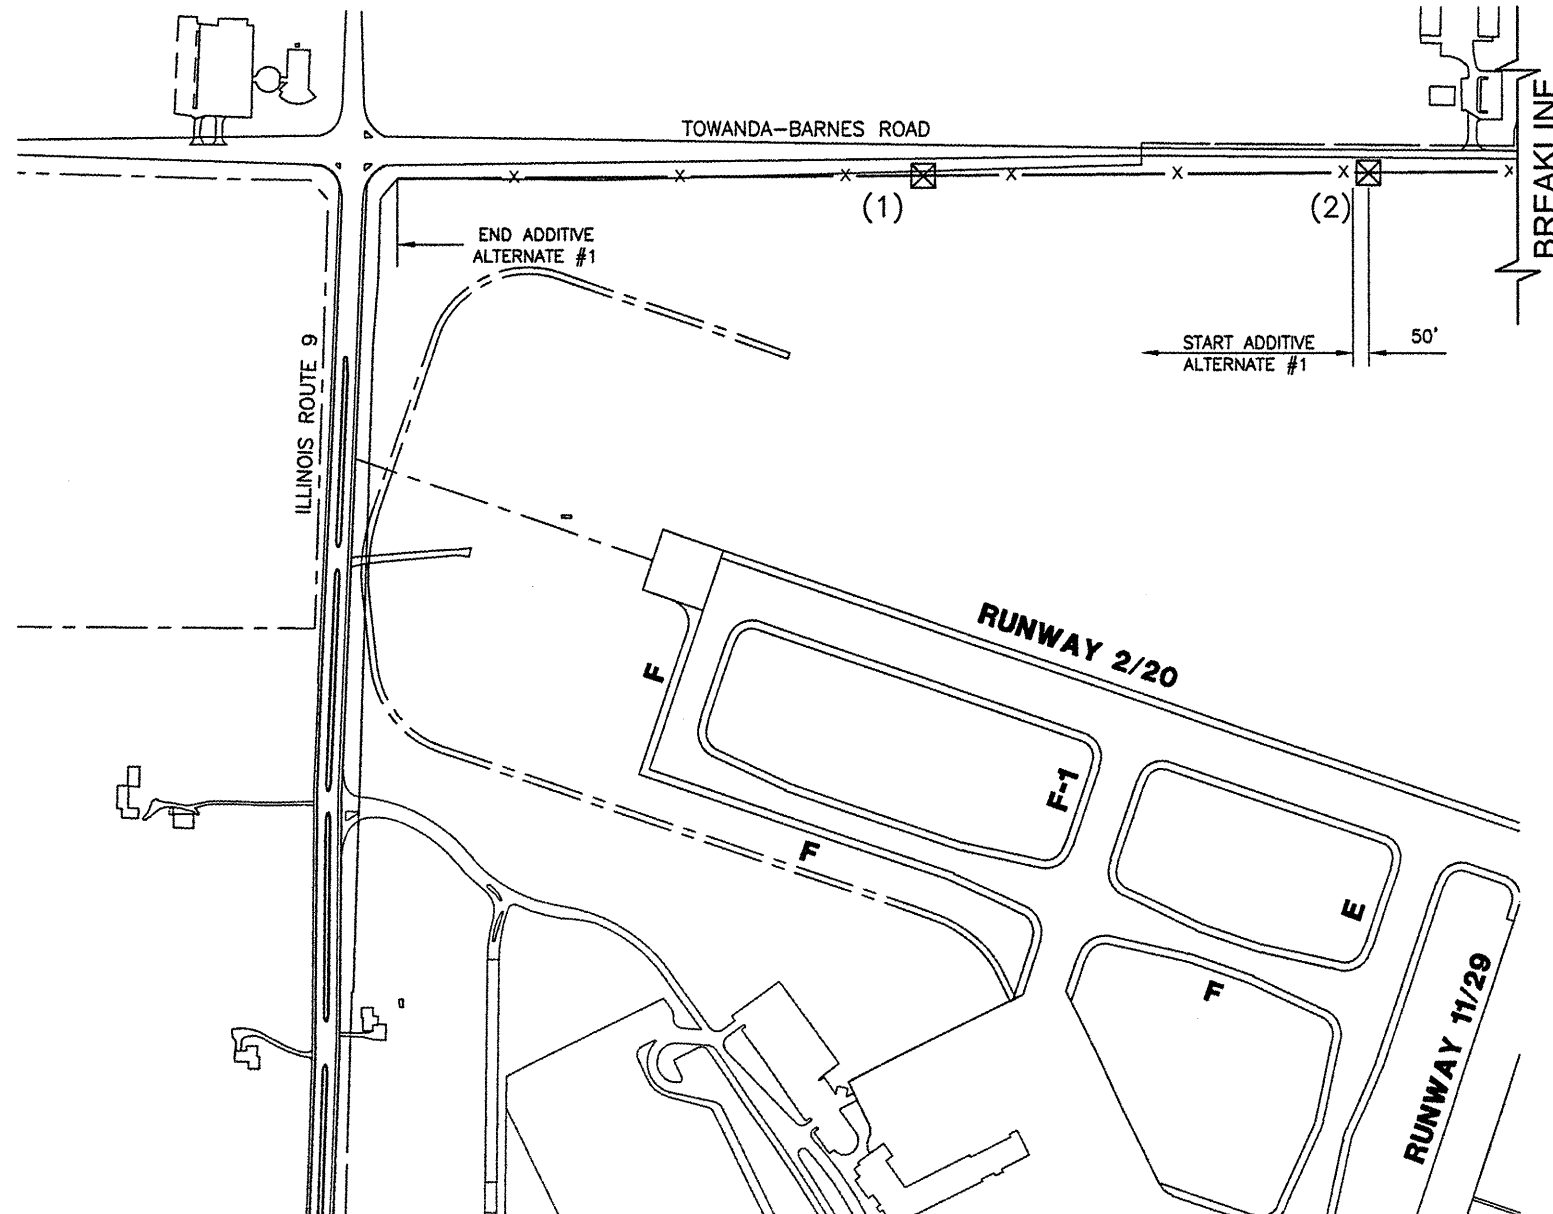 TOWANDA-BARNES ROAD
BREAKLINE
(1)
(2)
END ADDITIVE
ALTERNATE #1
START ADDITIVE
ALTERNATE #1
50'
ILLINOIS ROUTE 9
RUNWAY 2/20
F
F-1
F
E
F
RUNWAY 11/29